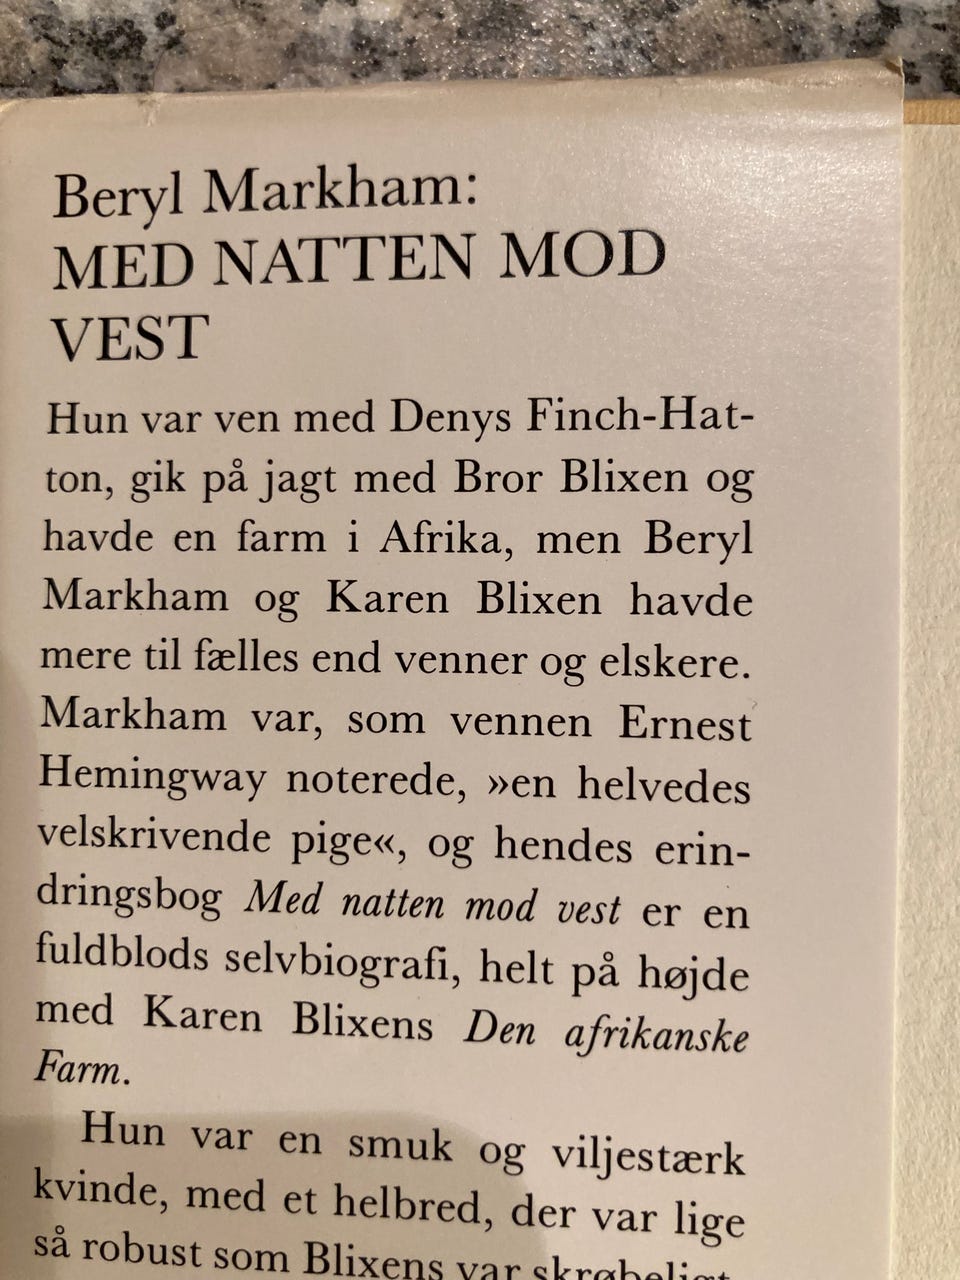 Beryl Markham:
MED NATTEN MOD
VEST
Hun var ven med Denys Finch-Hat-
ton, gik på jagt med Bror Blixen og
havde en farm i Afrika, men Beryl
Markham og Karen Blixen havde
mere til fælles end venner og elskere.
Markham var, som vennen Ernest
Hemingway noterede, »en helvedes
velskrivende pige«, og hendes erin-
dringsbog Med natten mod vest er en
fuldblods selvbiografi, helt på højde
med Karen Blixens Den afrikanske
Farm.
Hun var en smuk og viljestærk
kvinde, med et helbred, der var lige
så robust som Blixens var skrøbeligt.